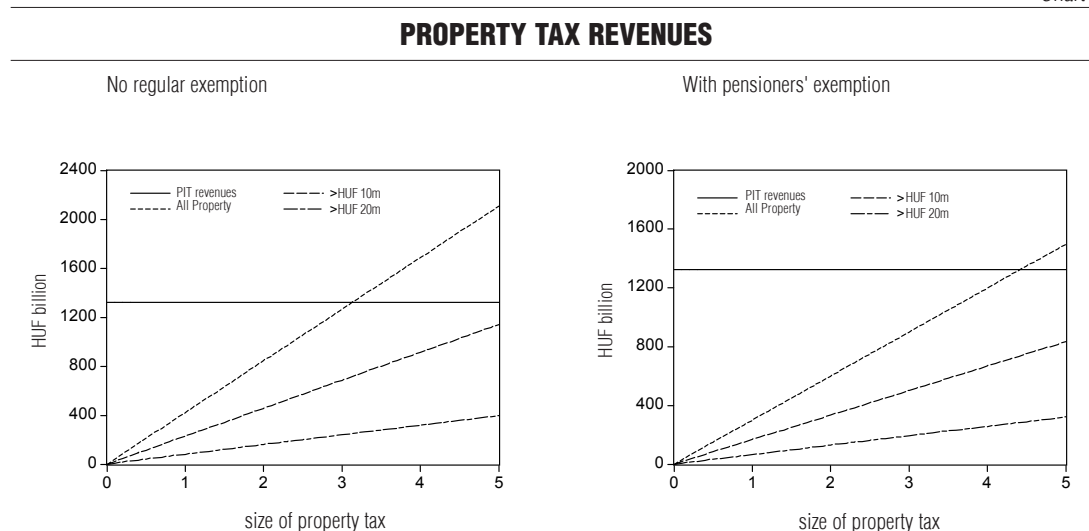 PROPERTY TAX REVENUES
No regular exemption
HUF billion
2400
2000
1600
1200
800
400
0
PIT revenues
All Property
>HUF 10m
>HUF 20m
0 1 2 3 4 5
size of property tax
With pensioners' exemption
HUF billion
2000
1600
1200
800
400
0
PIT revenues
All Property
>HUF 10m
>HUF 20m
0 1 2 3 4 5
size of property tax